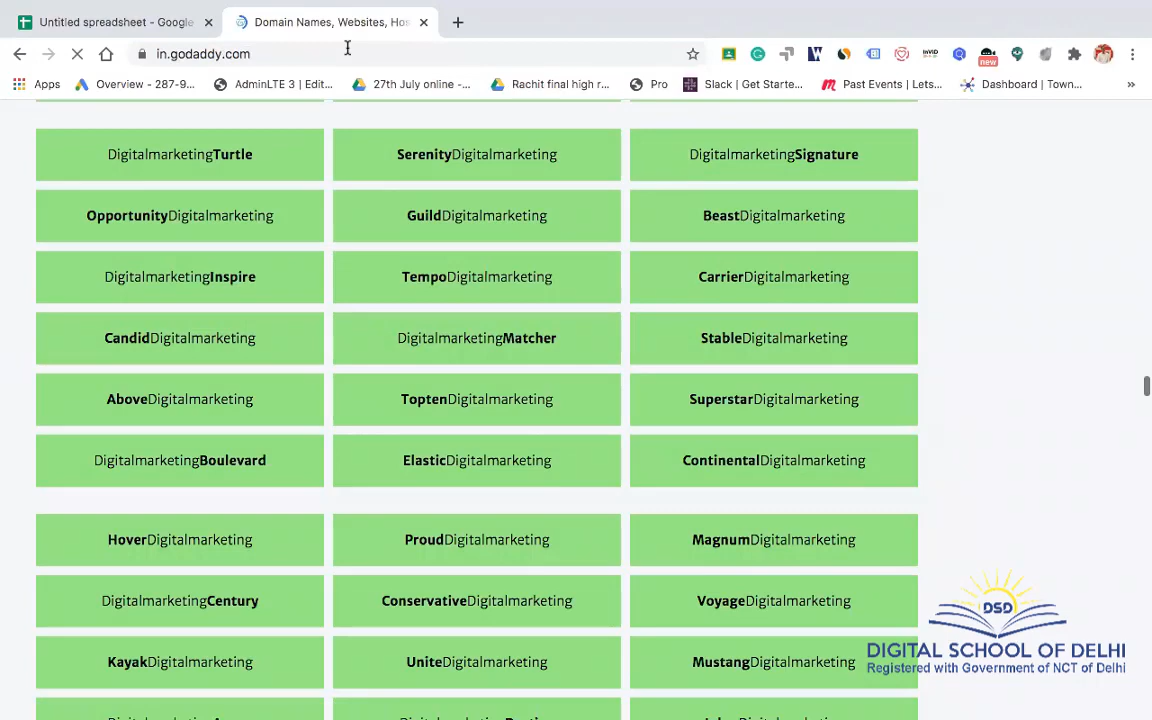 Untitled spreadsheet - Google
Domain Names, Websites, Hos
in.godaddy.com
new
Apps
Overview - 287-9...
AdminLTE 3 | Edit...
27th July online -...
Rachit final high r...
Pro
Slack | Get Starte...
Past Events | Lets...
Dashboard | Town...
DigitalmarketingTurtle
SerenityDigitalmarketing
DigitalmarketingSignature
OpportunityDigitalmarketing
GuildDigitalmarketing
BeastDigitalmarketing
DigitalmarketingInspire
TempoDigitalmarketing
CarrierDigitalmarketing
CandidDigitalmarketing
DigitalmarketingMatcher
StableDigitalmarketing
AboveDigitalmarketing
ToptenDigitalmarketing
SuperstarDigitalmarketing
DigitalmarketingBoulevard
ElasticDigitalmarketing
ContinentalDigitalmarketing
HoverDigitalmarketing
ProudDigitalmarketing
MagnumDigitalmarketing
DigitalmarketingCentury
ConservativeDigitalmarketing
VoyageDigitalmarketing
KayakDigitalmarketing
UniteDigitalmarketing
MustangDigitalmarketing
DSD
DIGITAL SCHOOL OF DELHI
Registered with Government of NCT of Delhi